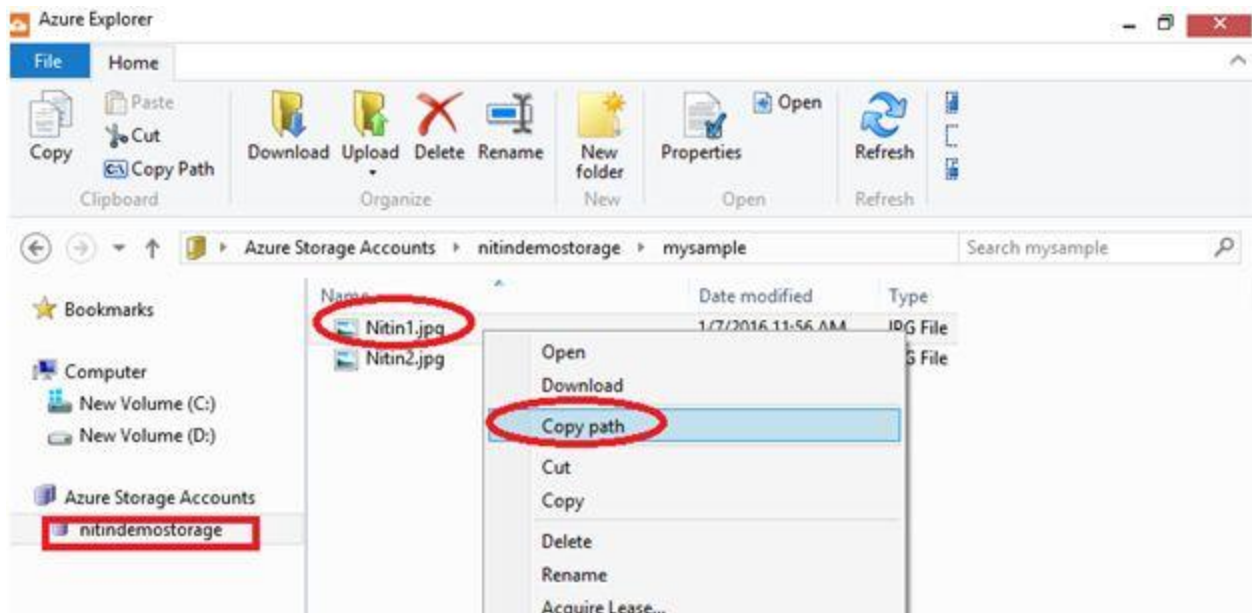 Azure Explorer
File Home
Paste
Cut
Copy Path
Copy
Clipboard
Download Upload Delete Rename
Organize
New folder
New
Properties
Open
Open
Refresh
Refresh
Azure Storage Accounts nitindemostorage mysample
Search mysample
Bookmarks
Computer
New Volume (C:)
New Volume (D:)
Azure Storage Accounts
nitindemostorage
Name Date modified Type
Nitin1.jpg 1/7/2016 11:56 AM JPG File
Nitin2.jpg G File
Open
Download
Copy path
Cut
Copy
Delete
Rename
Acquire Lease...